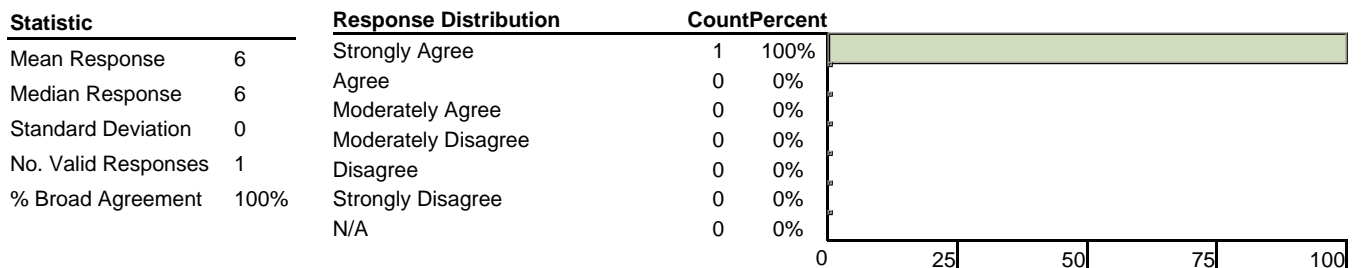 Statistic
Mean Response 6
Median Response 6
Standard Deviation 0
No. Valid Responses 1
% Broad Agreement 100%
Response Distribution CountPercent
Strongly Agree 1 100%
Agree 0 0%
Moderately Agree 0 0%
Moderately Disagree 0 0%
Disagree 0 0%
Strongly Disagree 0 0%
N/A 0 0%
0 25 50 75 100